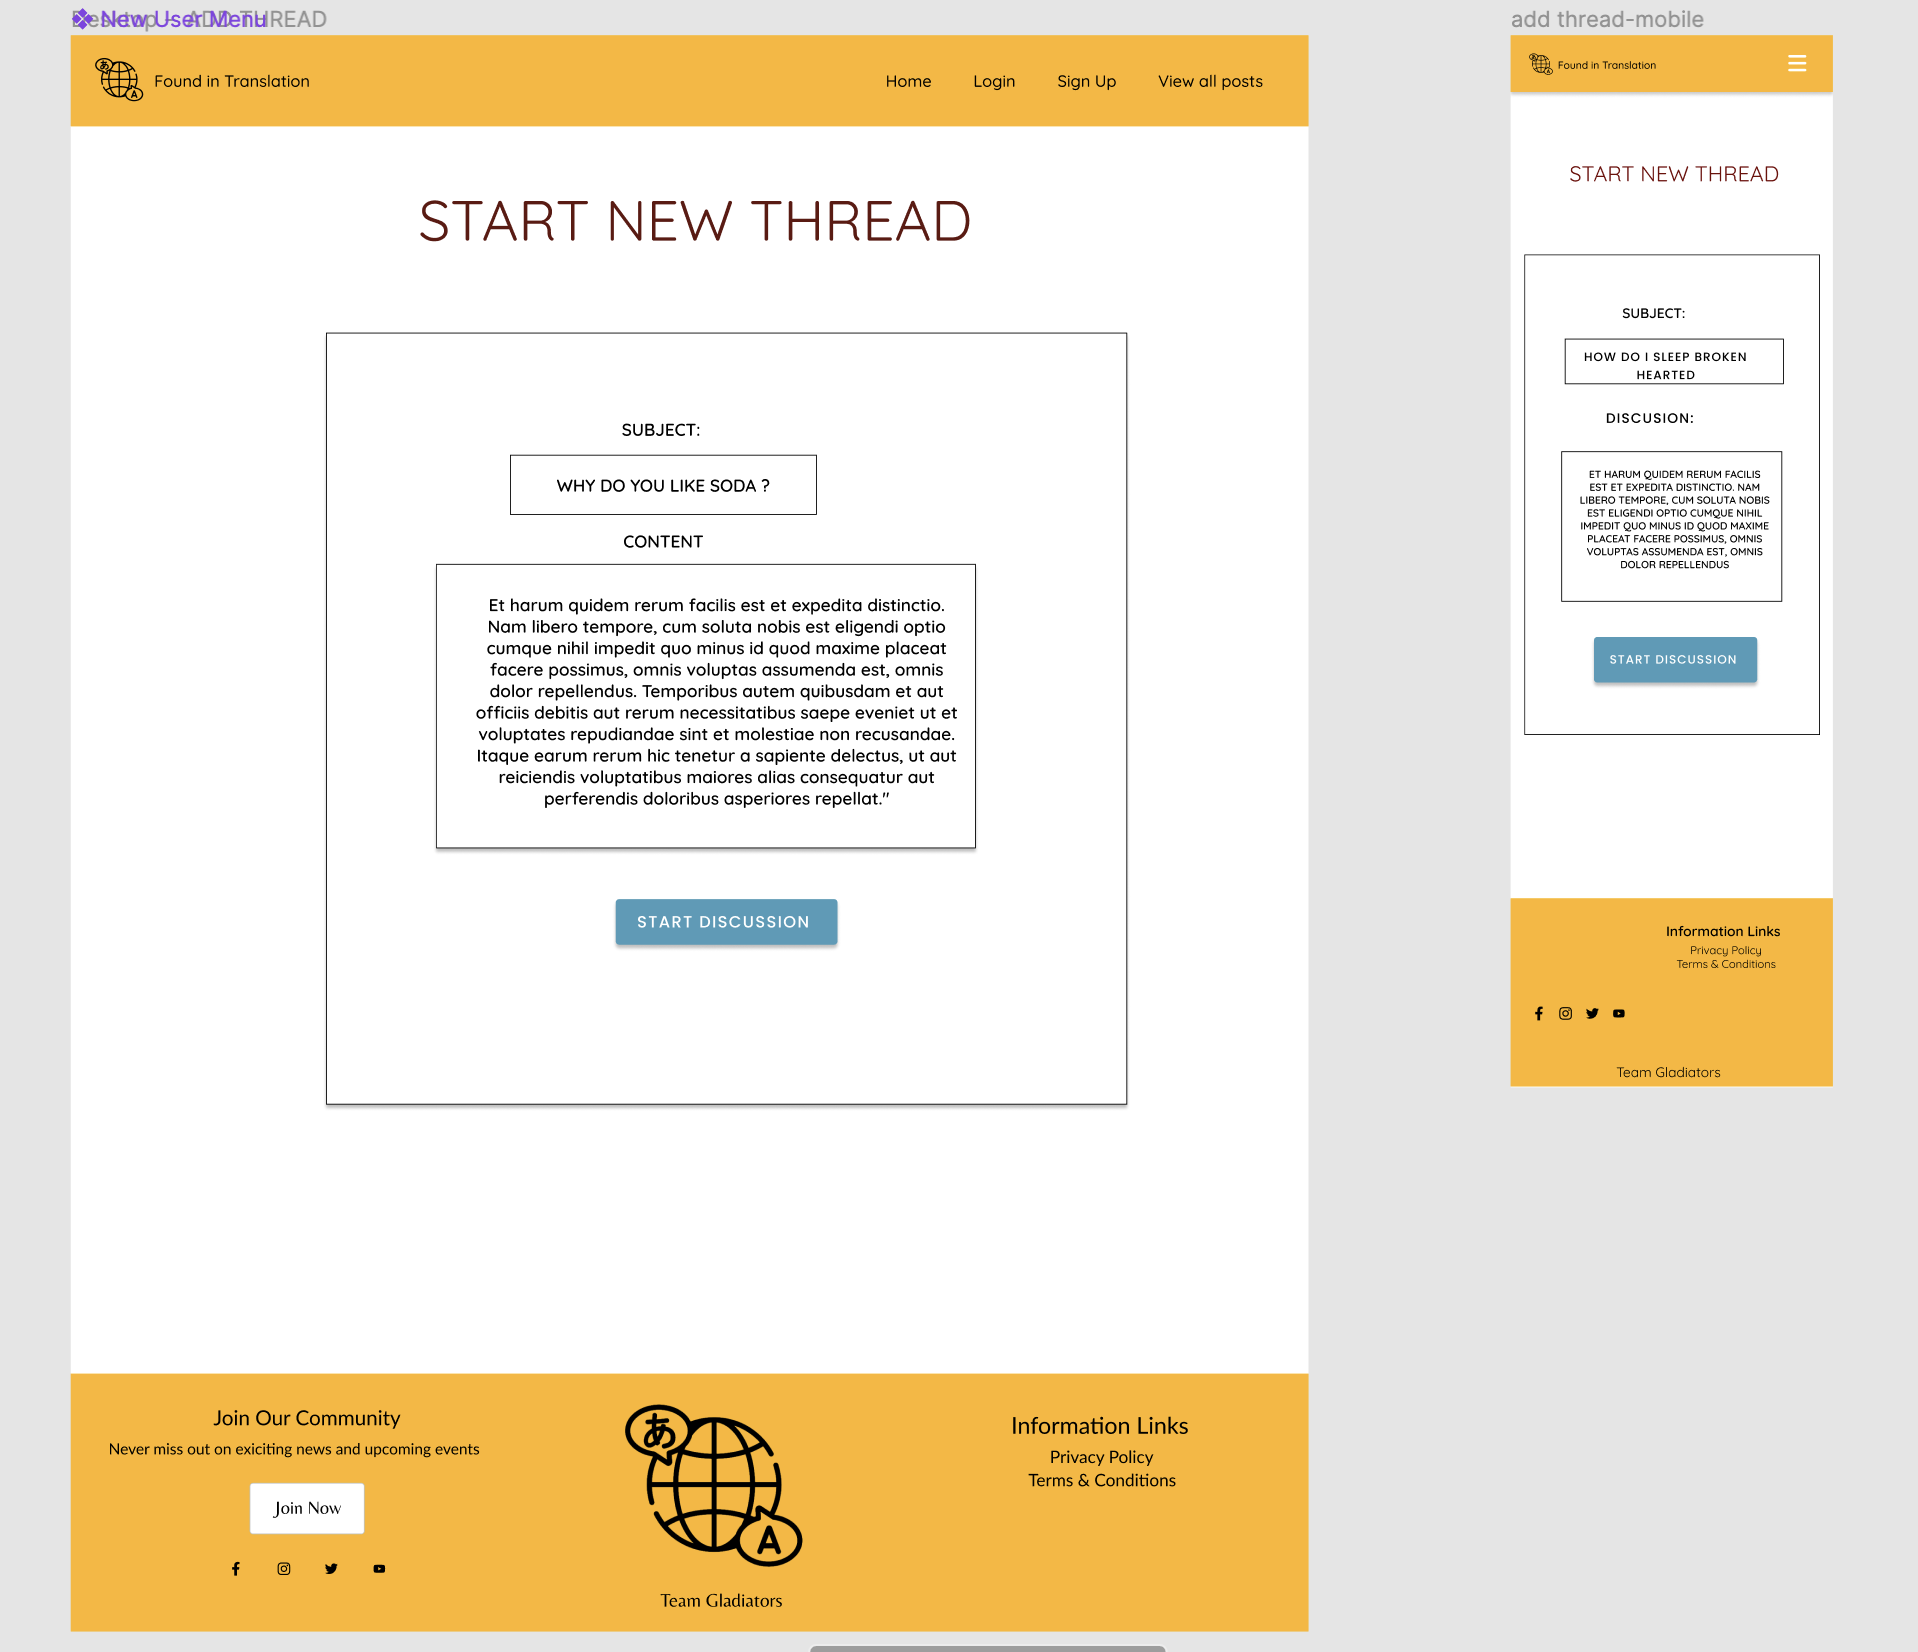 Desktop - ADD THREAD
New User Menu
Found in Translation
Home
Login
Sign Up
View all posts
START NEW THREAD
SUBJECT:
WHY DO YOU LIKE SODA ?
CONTENT
Et harum quidem rerum facilis est et expedita distinctio.
Nam libero tempore, cum soluta nobis est eligendi optio
cumque nihil impedit quo minus id quod maxime placeat
facere possimus, omnis voluptas assumenda est, omnis
dolor repellendus. Temporibus autem quibusdam et aut
officiis debitis aut rerum necessitatibus saepe eveniet ut et
voluptates repudiandae sint et molestiae non recusandae.
Itaque earum rerum hic tenetur a sapiente delectus, ut aut
reiciendis voluptatibus maiores alias consequatur aut
perferendis doloribus asperiores repellat."
START DISCUSSION
Join Our Community
Never miss out on exiciting news and upcoming events
Join Now
あ
A
Team Gladiators
Information Links
Privacy Policy
Terms & Conditions
add thread-mobile
Found in Translation
START NEW THREAD
SUBJECT:
HOW DO I SLEEP BROKEN
HEARTED
DISCUSION:
ET HARUM QUIDEM RERUM FACILIS
EST ET EXPEDITA DISTINCTIO. NAM
LIBERO TEMPORE, CUM SOLUTA NOBIS
EST ELIGENDI OPTIO CUMQUE NIHIL
IMPEDIT QUO MINUS ID QUOD MAXIME
PLACEAT FACERE POSSIMUS, OMNIS
VOLUPTAS ASSUMENDA EST, OMNIS
DOLOR REPELLENDUS
START DISCUSSION
Information Links
Privacy Policy
Terms & Conditions
Team Gladiators